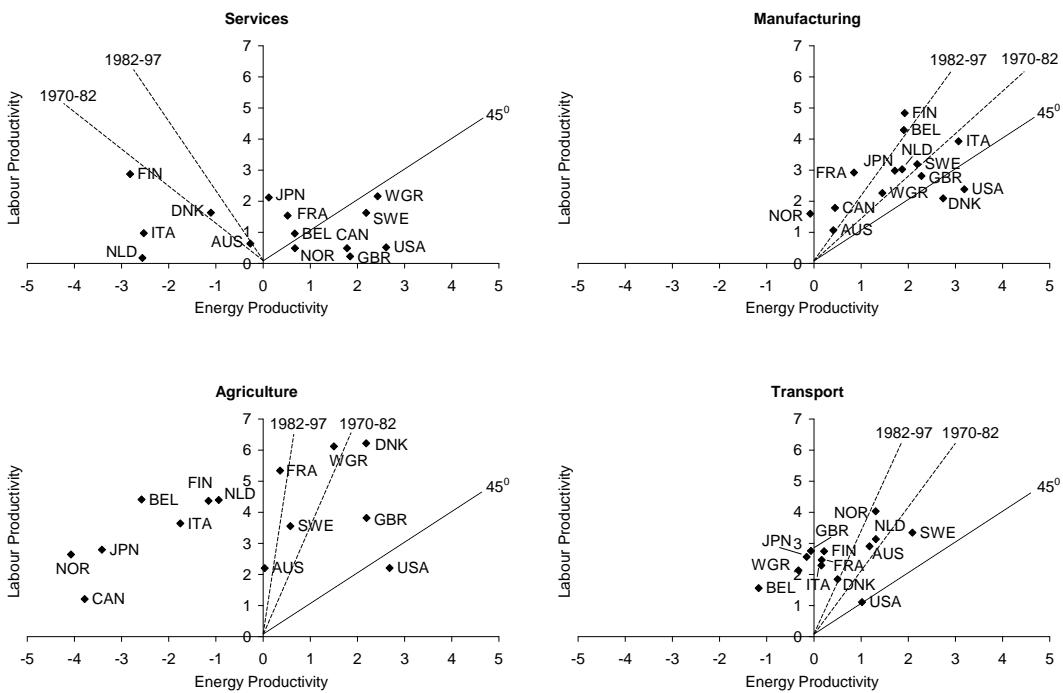 Services
7
6
5
4
3
2
1
0
-5 -4 -3 -2 -1 0 1 2 3 4 5
Labour Productivity
Energy Productivity
1982-97
1970-82
45⁰
FIN
DNK
ITA
NLD
AUS
JPN
FRA
BEL
NOR
CAN
GBR
WGR
SWE
USA
Manufacturing
7
6
5
4
3
2
1
0
-5 -4 -3 -2 -1 0 1 2 3 4 5
Labour Productivity
Energy Productivity
1982-97
1970-82
45⁰
FIN
BEL
ITA
NLD
JPN
SWE
FRA
GBR
WGR
USA
DNK
CAN
NOR
AUS
Agriculture
7
6
5
4
3
2
1
0
-5 -4 -3 -2 -1 0 1 2 3 4 5
Labour Productivity
Energy Productivity
1982-97
1970-82
45⁰
DNK
WGR
FRA
FIN
NLD
BEL
ITA
GBR
SWE
JPN
NOR
AUS
USA
CAN
Transport
7
6
5
4
3
2
1
0
-5 -4 -3 -2 -1 0 1 2 3 4 5
Labour Productivity
Energy Productivity
1982-97
1970-82
45⁰
NOR
GBR
NLD
SWE
JPN
FIN
AUS
FRA
WGR
ITA
DNK
BEL
USA